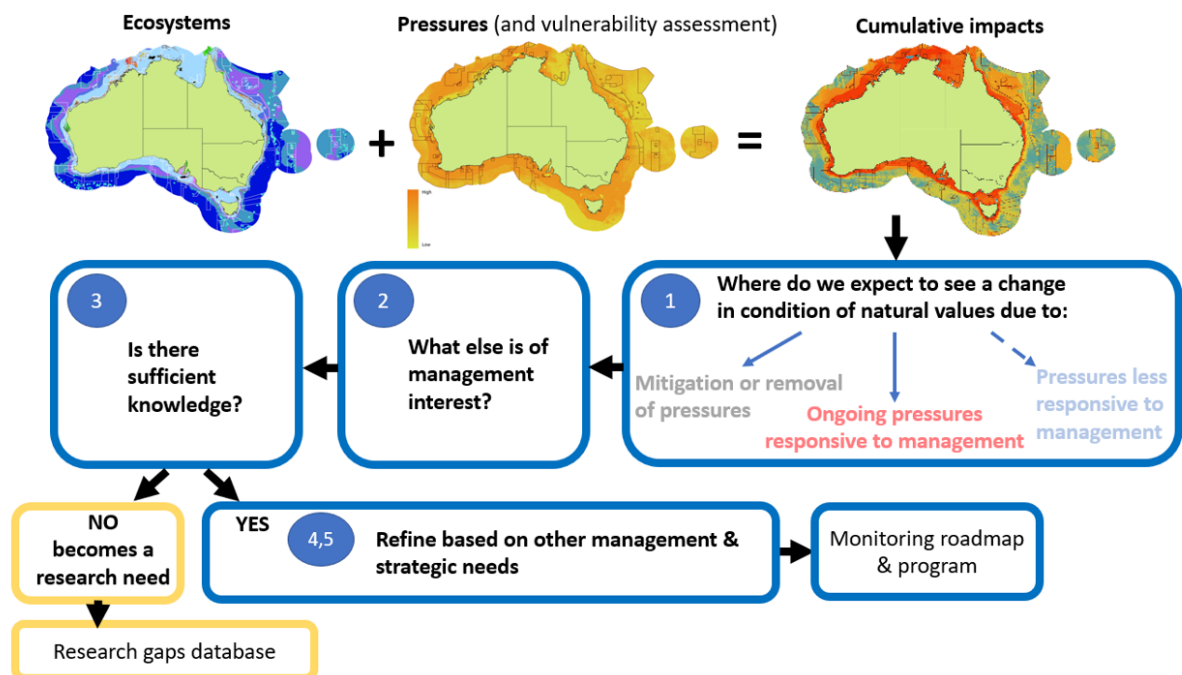 Ecosystems
Pressures (and vulnerability assessment)
Cumulative impacts
+
=
High
Low
1
Where do we expect to see a change
in condition of natural values due to:
Mitigation or removal
of pressures
Ongoing pressures
responsive to management
Pressures less
responsive to
management
2
What else is of
management
interest?
3
Is there
sufficient
knowledge?
NO
becomes a
research need
Research gaps database
YES
4,5
Refine based on other management &
strategic needs
Monitoring roadmap
& program